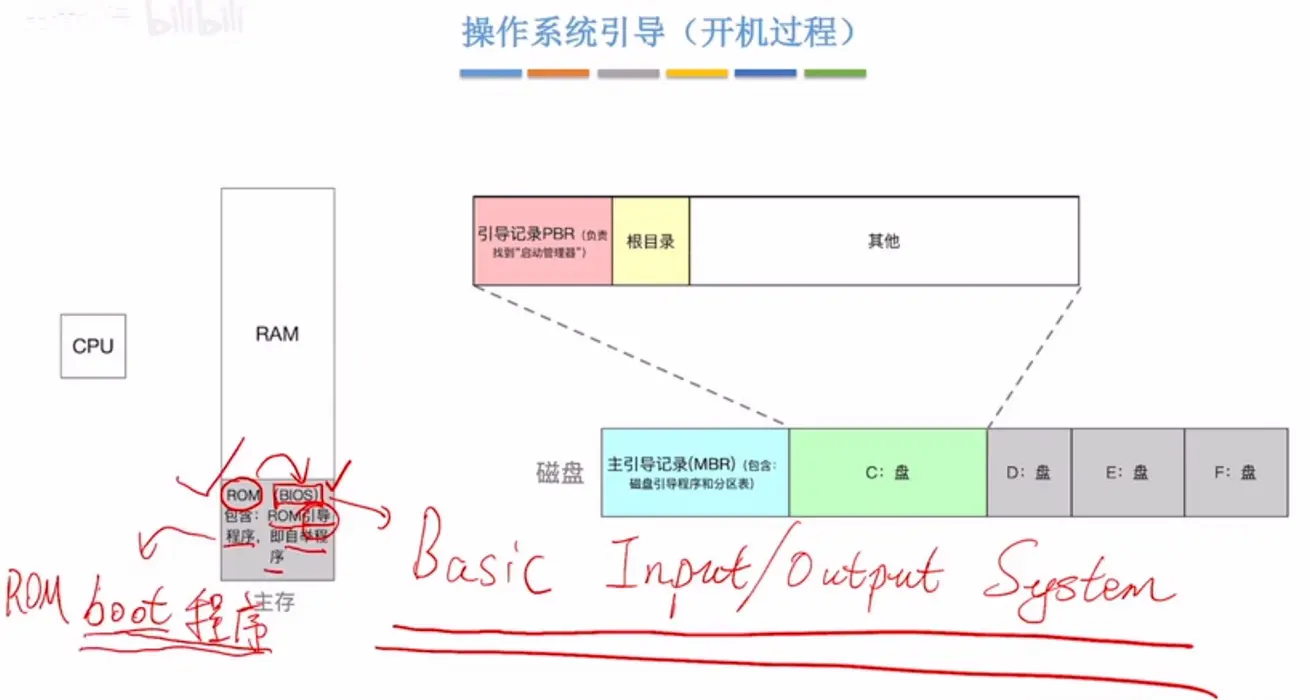 bilibili
操作系统引导（开机过程）
引导记录PBR（负责
找到“启动管理器”）
根目录
其他
CPU
RAM
磁盘
主引导记录(MBR)（包含：
磁盘引导程序和分区表）
C：盘
D：盘
E：盘
F：盘
ROM （BIOS）
包含：ROM引导
程序，即自举程
序
主存
Basic Input/Output System
ROM boot 程序